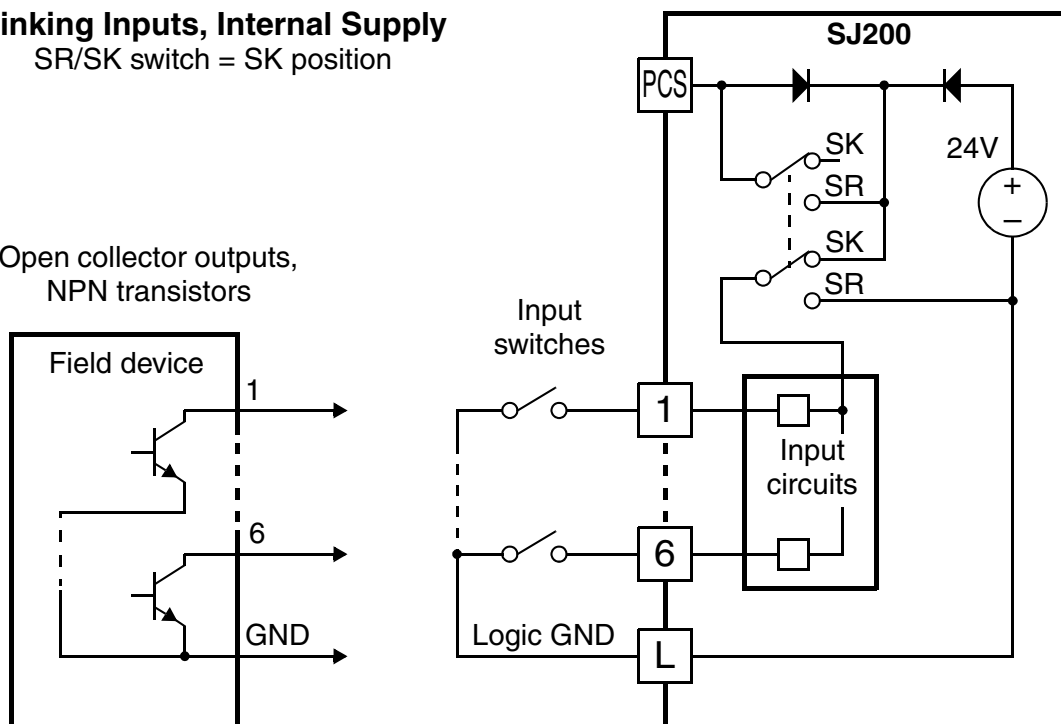 inking Inputs, Internal Supply
SR/SK switch = SK position
SJ200
PCS
SK
SR
SK
SR
24V
+
–
Open collector outputs,
NPN transistors
Input
switches
Field device
1
6
GND
1
6
Logic GND
L
Input
circuits